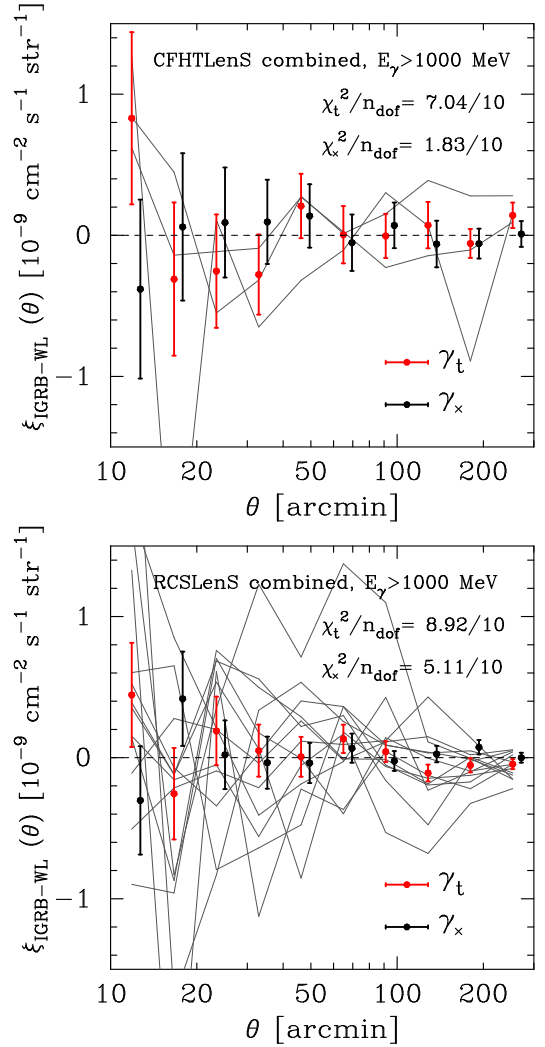 CFHTLenS combined, E_γ>1000 MeV
χ_t^2/n_dof= 7.04/10
χ_×^2/n_dof= 1.83/10
1
0
−1
ξ_IGRB−WL (θ) [10^−9 cm^−2 s^−1 str^−1]
γ_t
γ_×
10 20 100 200
θ [arcmin]
RCSLenS combined, E_γ>1000 MeV
χ_t^2/n_dof= 8.92/10
χ_×^2/n_dof= 5.11/10
1
0
−1
ξ_IGRB−WL (θ) [10^−9 cm^−2 s^−1 str^−1]
γ_t
γ_×
10 20 100 200
θ [arcmin]